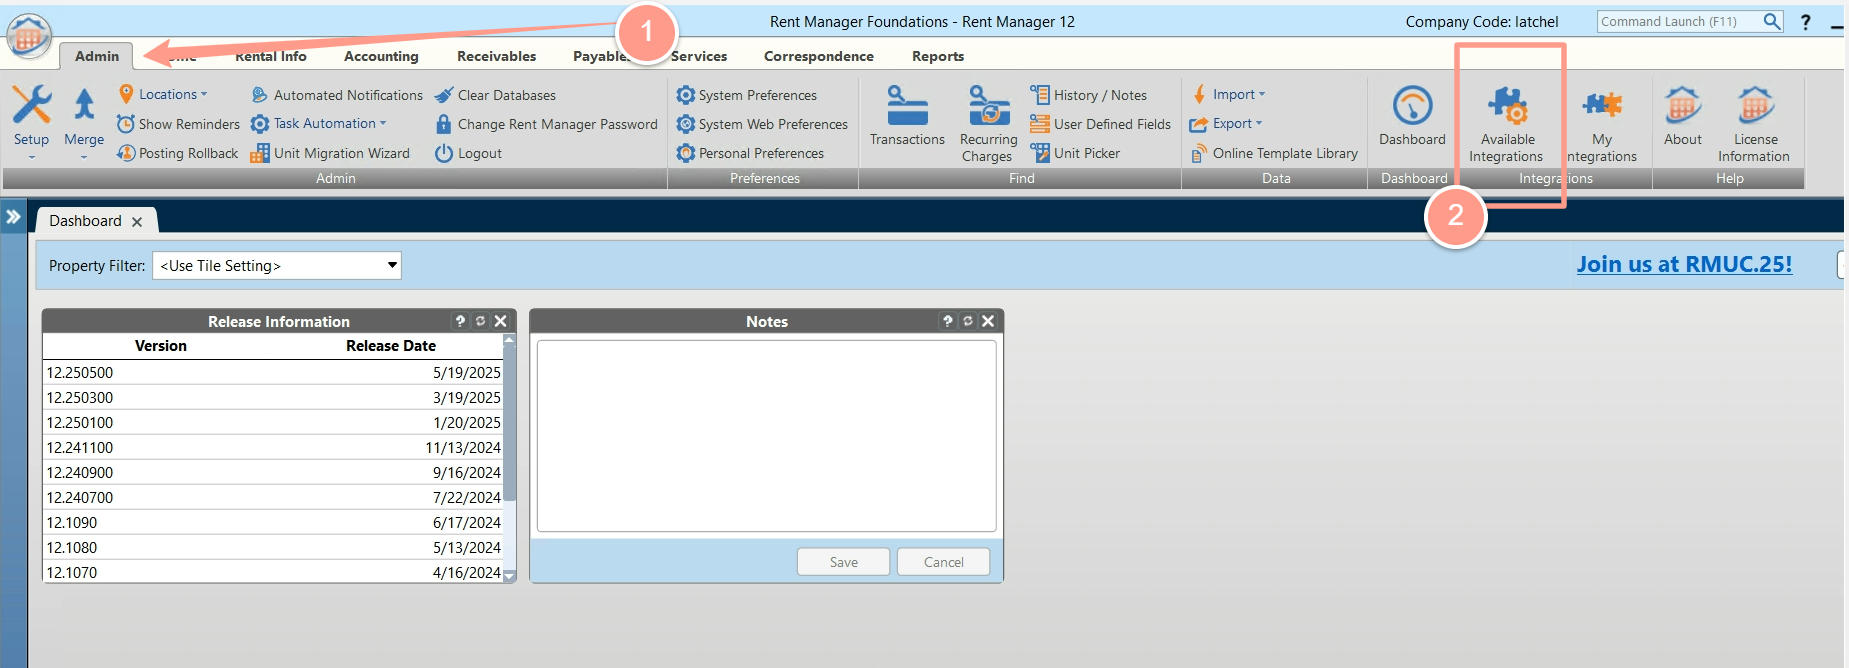 Rent Manager Foundations - Rent Manager 12
Company Code: latchel
Command Launch (F11)
?
1
Admin
Rental Info
Accounting
Receivables
Services
Correspondence
Reports
Setup
Merge
Locations
Show Reminders
Posting Rollback
Automated Notifications
Task Automation
Unit Migration Wizard
Clear Databases
Change Rent Manager Password
Logout
Admin
System Preferences
System Web Preferences
Personal Preferences
Preferences
Transactions
Recurring
Charges
History / Notes
User Defined Fields
Unit Picker
Find
Import
Export
Online Template Library
Data
Dashboard
Dashboard
Available
Integrations
My
ntegrations
Integrations
About
License
Information
Help
2
Dashboard
Property Filter: <Use Tile Setting>
Join us at RMUC.25!
Release Information
?
Version Release Date
12.250500 5/19/2025
12.250300 3/19/2025
12.250100 1/20/2025
12.241100 11/13/2024
12.240900 9/16/2024
12.240700 7/22/2024
12.1090 6/17/2024
12.1080 5/13/2024
12.1070 4/16/2024
Notes
?
Save
Cancel